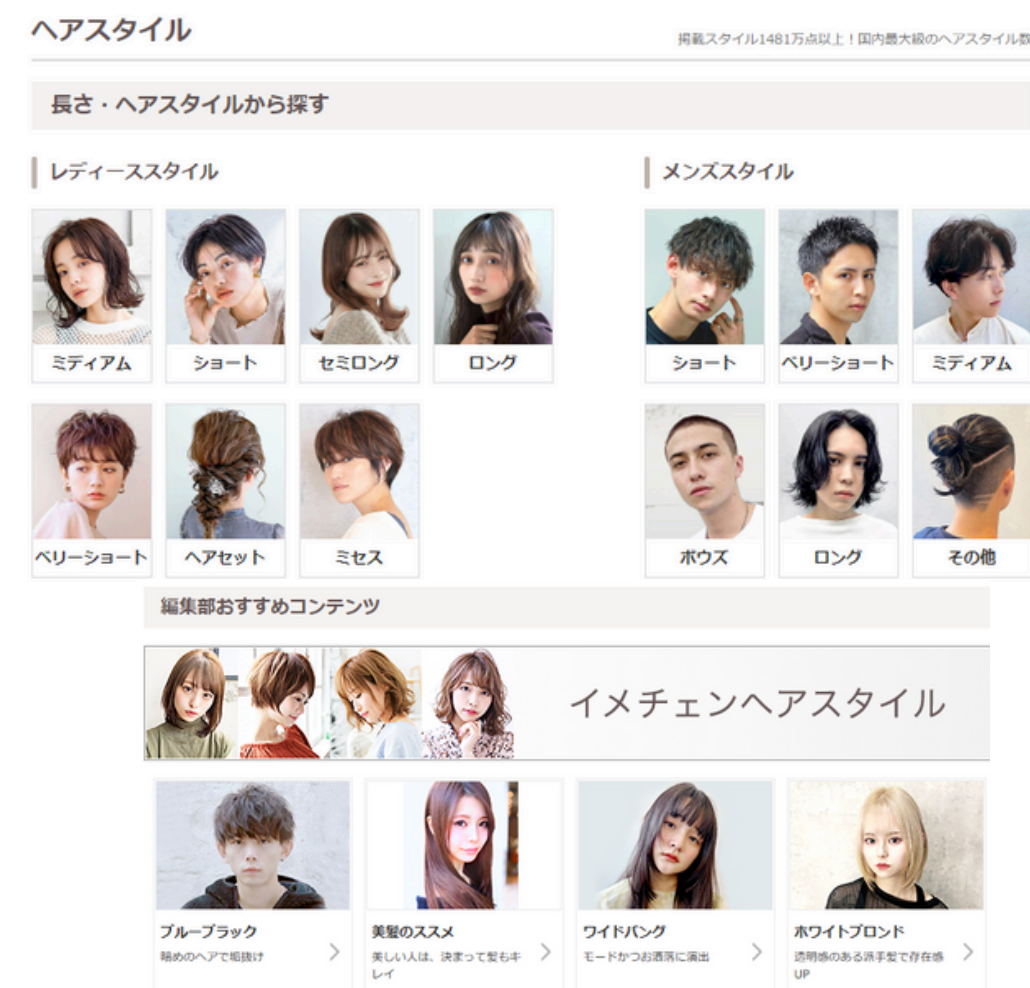 ヘアスタイル
掲載スタイル1481万点以上！国内最大級のヘアスタイル数
長さ・ヘアスタイルから探す
レディーススタイル
メンズスタイル
ミディアム
ショート
セミロング
ロング
ショート
ベリーショート
ミディアム
ベリーショート
ヘアセット
ミセス
ボウズ
ロング
その他
編集部おすすめコンテンツ
イメチェンヘアスタイル
ブルーブラック
暗めのヘアで垢抜け
美髪のススメ
美しい人は、決まって髪もキ
レイ
ワイドバング
モードかつお洒落に演出
ホワイトブロンド
透明感のある派手髪で存在感
UP